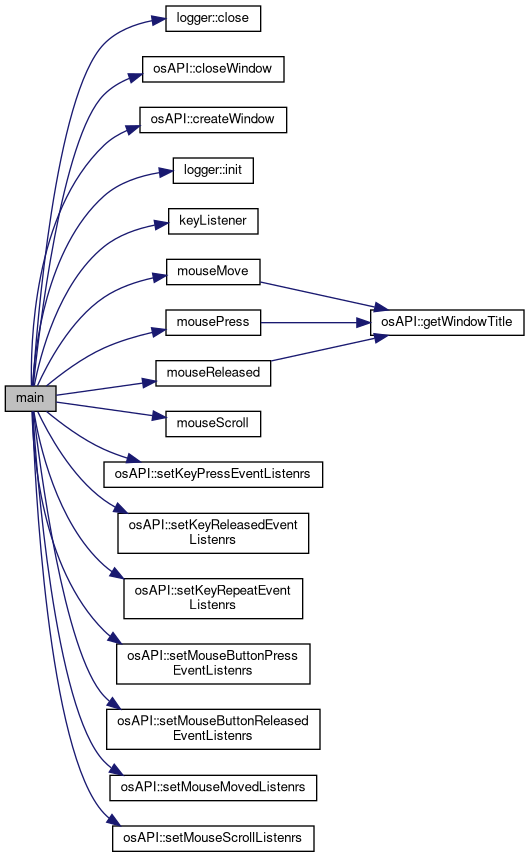 logger::close
osAPI::closeWindow
osAPI::createWindow
logger::init
keyListener
mouseMove
mousePress
osAPI::getWindowTitle
mouseReleased
main
mouseScroll
osAPI::setKeyPressEventListenrs
osAPI::setKeyReleasedEvent
Listenrs
osAPI::setKeyRepeatEvent
Listenrs
osAPI::setMouseButtonPress
EventListenrs
osAPI::setMouseButtonReleased
EventListenrs
osAPI::setMouseMovedListenrs
osAPI::setMouseScrollListenrs